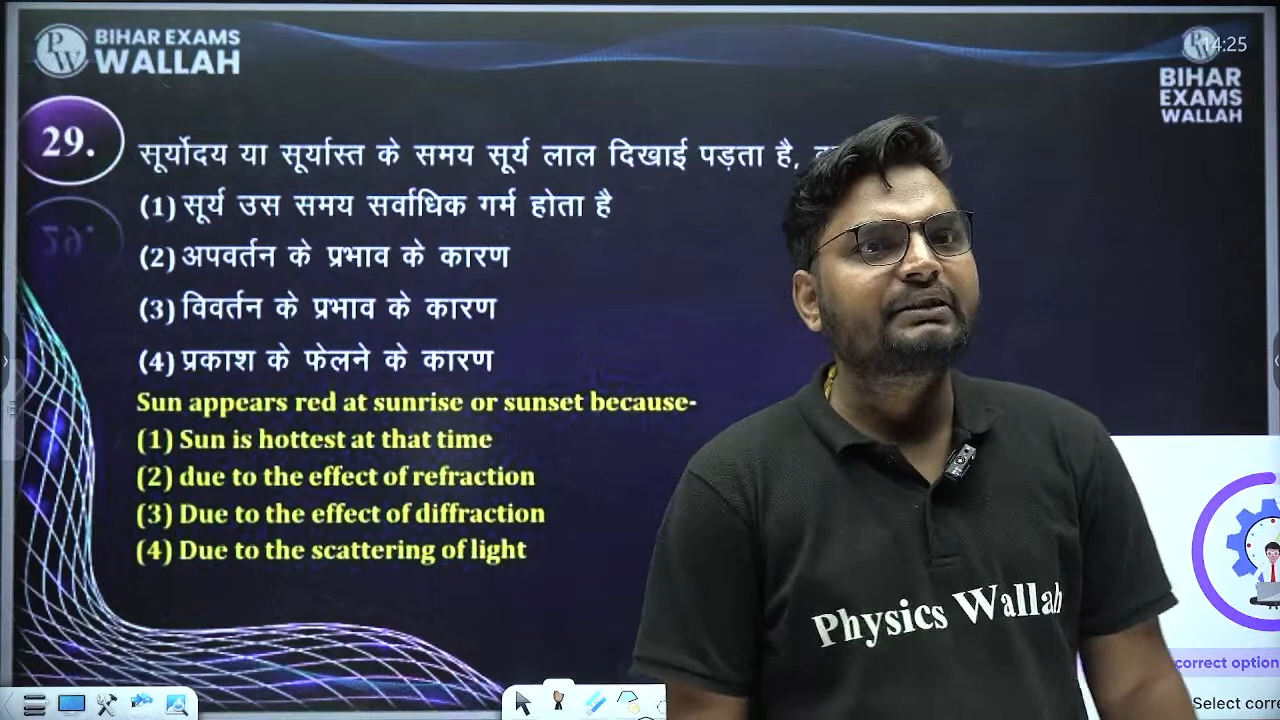 BIHAR EXAMS
WALLAH
14:25
BIHAR
EXAMS
WALLAH
29.
सूर्योदय या सूर्यास्त के समय सूर्य लाल दिखाई पड़ता है,
(1) सूर्य उस समय सर्वाधिक गर्म होता है
(2) अपवर्तन के प्रभाव के कारण
(3) विवर्तन के प्रभाव के कारण
(4) प्रकाश के फेलने के कारण
Sun appears red at sunrise or sunset because-
(1) Sun is hottest at that time
(2) due to the effect of refraction
(3) Due to the effect of diffraction
(4) Due to the scattering of light
Physics Wallah
correct option
Select